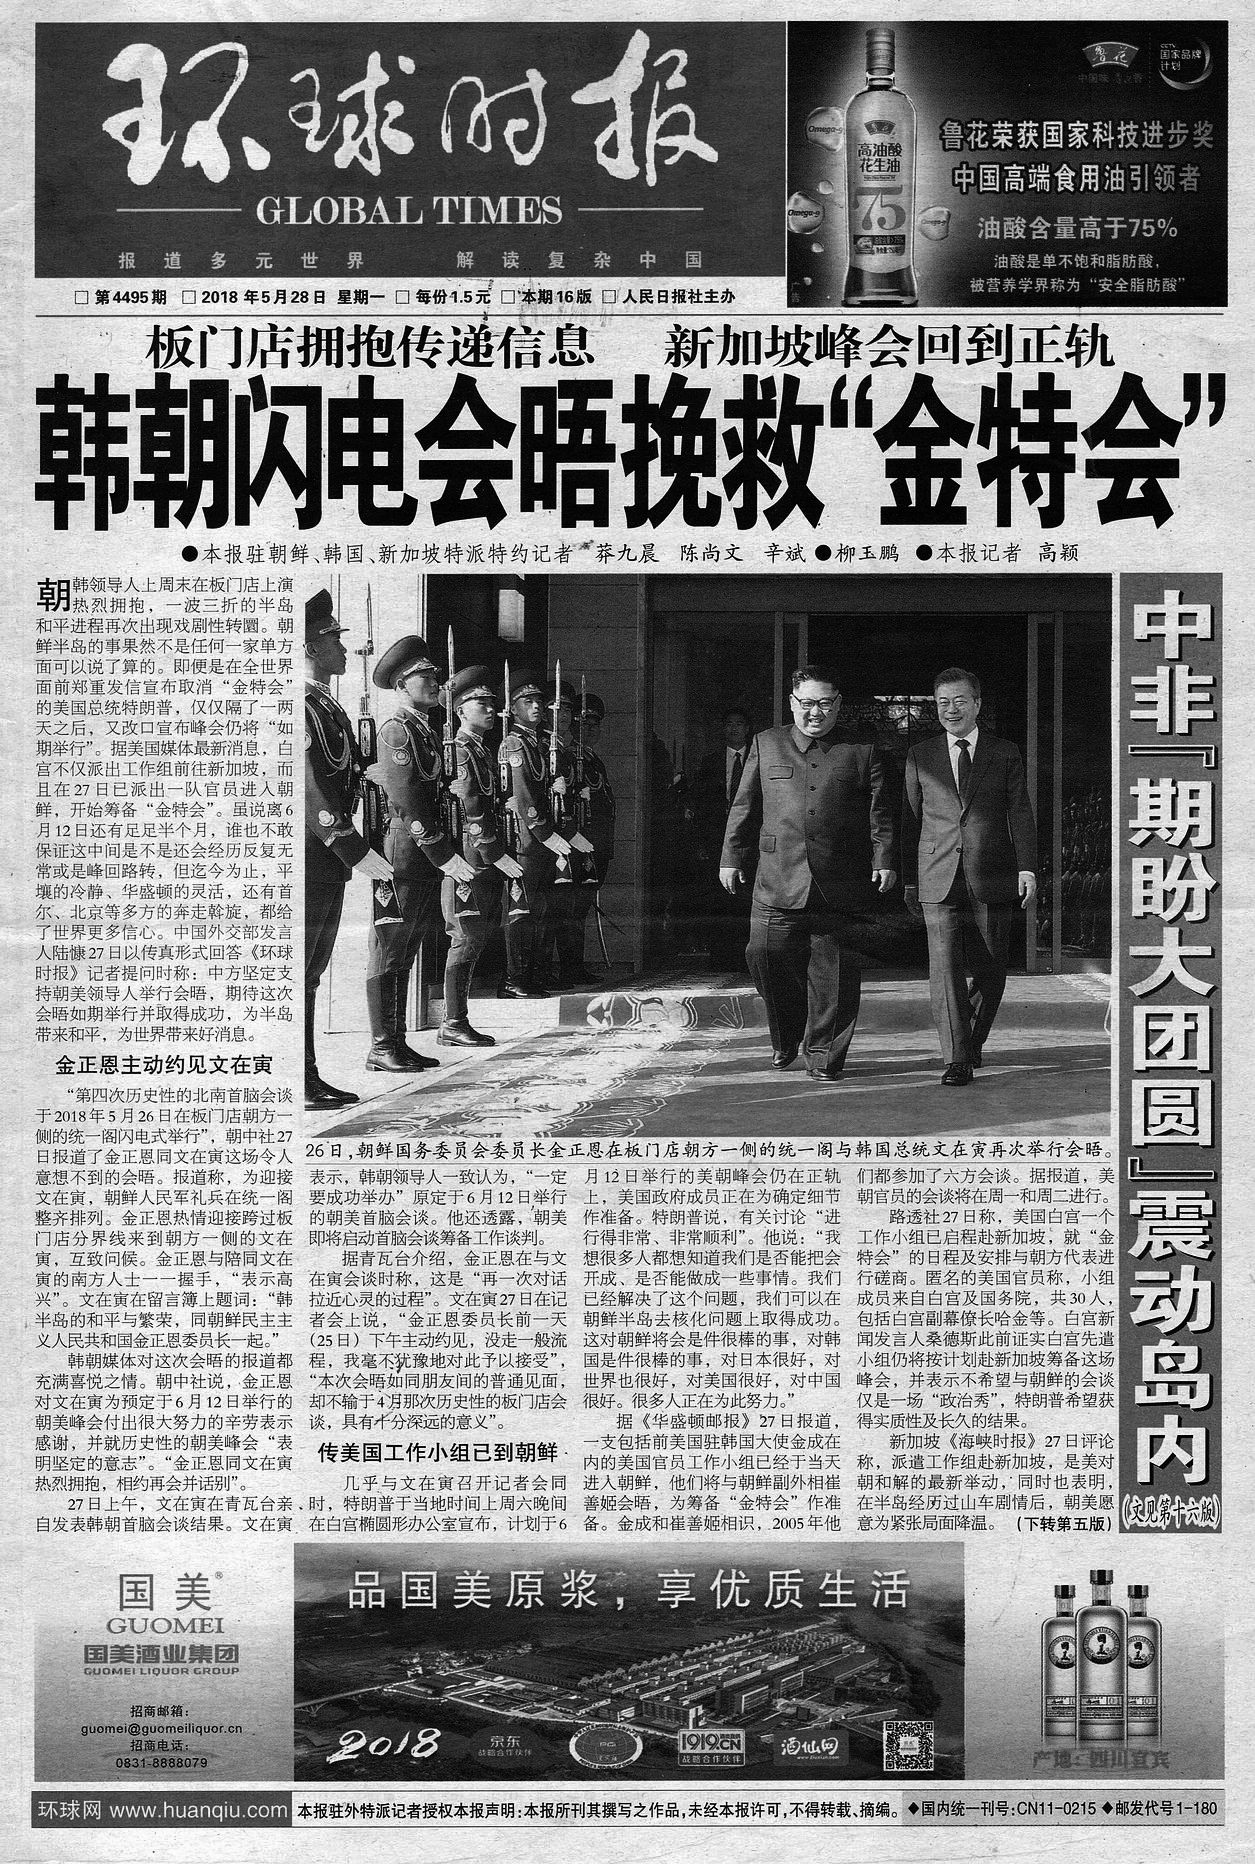 环球时报
GLOBAL TIMES
报道多元世界 解读复杂中国
鲁花
中国味 鲁花香
CCTV
国家品牌
计划
Omega-9
Omega-9
Omega-9
鲁花
高油酸
花生油
75
鲁花荣获国家科技进步奖
中国高端食用油引领者
油酸含量高于75%
油酸是单不饱和脂肪酸,
被营养学界称为“安全脂肪酸”
广告
□ 第4495期 □ 2018年5月28日 星期一 □ 每份1.5元 □ 本期16版 □ 人民日报社主办
板门店拥抱传递信息 新加坡峰会回到正轨
韩朝闪电会晤挽救“金特会”
●本报驻朝鲜、韩国、新加坡特派特约记者 莽九晨 陈尚文 辛斌 ●柳玉鹏 ●本报记者 高颖
朝韩领导人上周末在板门店上演
热烈拥抱，一波三折的半岛
和平进程再次出现戏剧性转圜。朝
鲜半岛的事果然不是任何一家单方
面可以说了算的。即便是在全世界
面前郑重发信宣布取消“金特会”
的美国总统特朗普，仅仅隔了一两
天之后，又改口宣布峰会仍将“如
期举行”。据美国媒体最新消息，白
宫不仅派出工作组前往新加坡，而
且在27日已派出一队官员进入朝
鲜，开始筹备“金特会”。虽说离6
月12日还有足足半个月，谁也不敢
保证这中间是不是还会经历反复无
常或是峰回路转，但迄今为止，平
壤的冷静、华盛顿的灵活，还有首
尔、北京等多方的奔走斡旋，都给
了世界更多信心。中国外交部发言
人陆慷27日以传真形式回答《环球
时报》记者提问时称：中方坚定支
持朝美领导人举行会晤，期待这次
会晤如期举行并取得成功，为半岛
带来和平，为世界带来好消息。
金正恩主动约见文在寅
“第四次历史性的北南首脑会谈
于2018年5月26日在板门店朝方一
侧的统一阁闪电式举行”，朝中社27
日报道了金正恩同文在寅这场令人
意想不到的会晤。报道称，为迎接
文在寅，朝鲜人民军礼兵在统一阁
整齐排列。金正恩热情迎接跨过板
门店分界线来到朝方一侧的文在
寅，互致问候。金正恩与陪同文在
寅的南方人士一一握手，“表示高
兴”。文在寅在留言簿上题词：“韩
半岛的和平与繁荣，同朝鲜民主主
义人民共和国金正恩委员长一起。”
韩朝媒体对这次会晤的报道都
充满喜悦之情。朝中社说，金正恩
对文在寅为预定于6月12日举行的
朝美峰会付出很大努力的辛劳表示
感谢，并就历史性的朝美峰会“表
明坚定的意志”。“金正恩同文在寅
热烈拥抱，相约再会并话别”。
27日上午，文在寅在青瓦台亲
自发表韩朝首脑会谈结果。文在寅
26日，朝鲜国务委员会委员长金正恩在板门店朝方一侧的统一阁与韩国总统文在寅再次举行会晤。
表示，韩朝领导人一致认为，“一定
要成功举办”原定于6月12日举行
的朝美首脑会谈。他还透露，朝美
即将启动首脑会谈筹备工作谈判。
据青瓦台介绍，金正恩在与文
在寅会谈时称，这是“再一次对话
拉近心灵的过程”。文在寅27日在记
者会上说，“金正恩委员长前一天
（25日）下午主动约见，没走一般流
程，我毫不犹豫地对此予以接受”，
“本次会晤如同朋友间的普通见面，
却不输于4月那次历史性的板门店会
谈，具有十分深远的意义”。
传美国工作小组已到朝鲜
几乎与文在寅召开记者会同
时，特朗普于当地时间上周六晚间
在白宫椭圆形办公室宣布，计划于6
月12日举行的美朝峰会仍在正轨
上，美国政府成员正在为确定细节
作准备。特朗普说，有关讨论“进
行得非常、非常顺利”。他说：“我
想很多人都想知道我们是否能把会
开成、是否能做成一些事情。我们
已经解决了这个问题，我们可以在
朝鲜半岛去核化问题上取得成功。
这对朝鲜将会是件很棒的事，对韩
国是件很棒的事，对日本很好，对
世界也很好，对美国很好，对中国
很好。很多人正在为此努力。”
据《华盛顿邮报》27日报道，
一支包括前美国驻韩国大使金成在
内的美国官员工作小组已经于当天
进入朝鲜，他们将与朝鲜副外相崔
善姬会晤，为筹备“金特会”作准
备。金成和崔善姬相识，2005年他
们都参加了六方会谈。据报道，美
朝官员的会谈将在周一和周二进行。
路透社27日称，美国白宫一个
工作小组已启程赴新加坡，就“金
特会”的日程及安排与朝方代表进
行磋商。匿名的美国官员称，小组
成员来自白宫及国务院，共30人，
包括白宫副幕僚长哈金等。白宫新
闻发言人桑德斯此前证实白宫先遣
小组仍将按计划赴新加坡筹备这场
峰会，并表示不希望与朝鲜的会谈
仅是一场“政治秀”，特朗普希望获
得实质性及长久的结果。
新加坡《海峡时报》27日评论
称，派遣工作组赴新加坡，是美对
朝和解的最新举动，同时也表明，
在半岛经历过山车剧情后，朝美愿
意为紧张局面降温。（下转第五版）
中非『期盼大团圆』震动岛内
（文见第十六版）
国美®
GUOMEI
国美酒业集团
GUOMEI LIQUOR GROUP
招商邮箱：
guomei@guomeiliquor.cn
招商电话：
0831-8888079
品国美原浆，享优质生活
2018
京东
战略合作伙伴
1919.CN
战略合作伙伴
酒仙网
产地：四川宜宾
环球网 www.huanqiu.com
本报驻外特派记者授权本报声明：本报所刊其撰写之作品，未经本报许可，不得转载、摘编。
◆国内统一刊号：CN11-0215 ◆邮发代号1-180